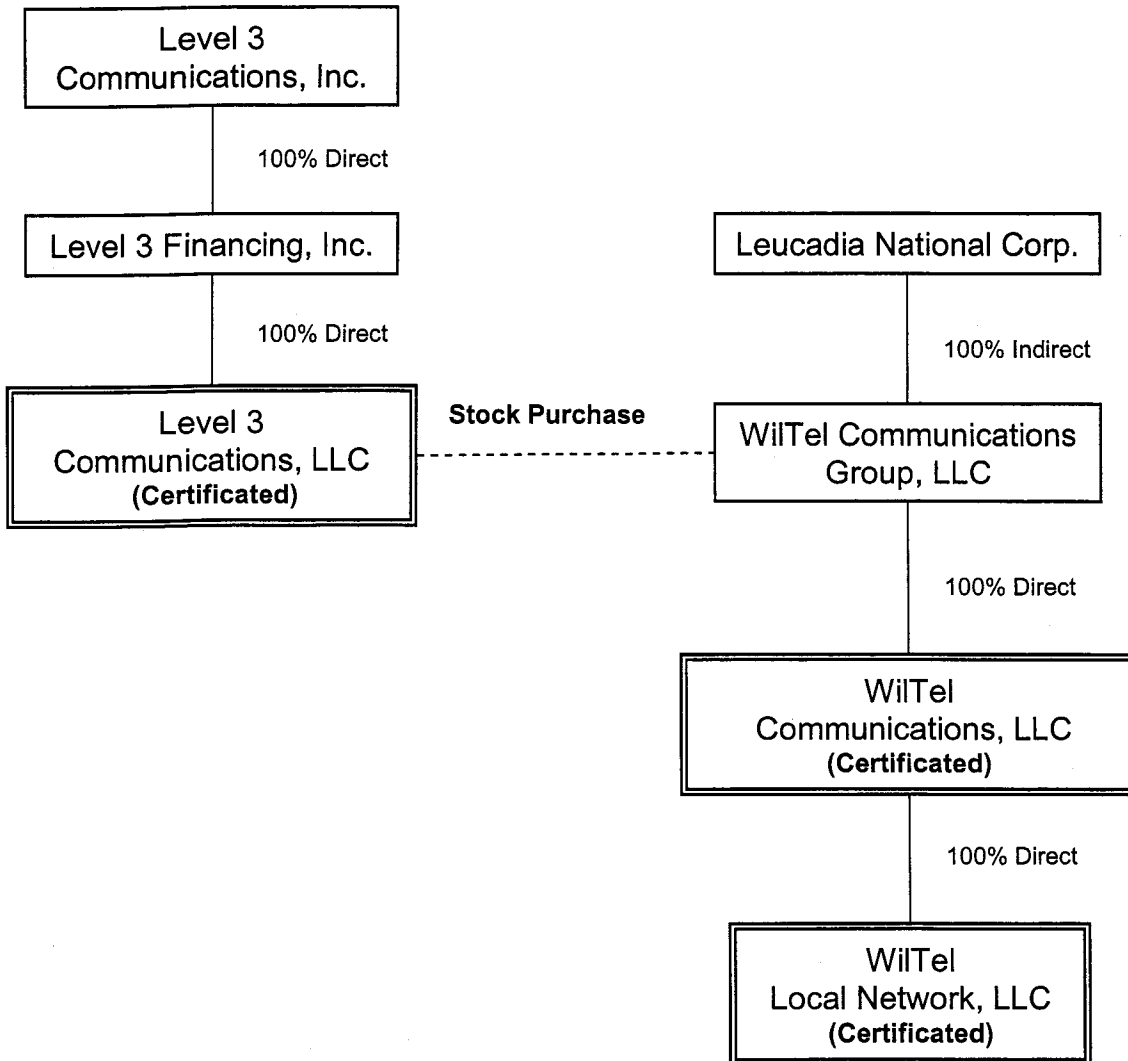 Level 3
Communications, Inc.
100% Direct
Level 3 Financing, Inc.
100% Direct
Level 3
Communications, LLC
(Certificated)
Stock Purchase
Leucadia National Corp.
100% Indirect
WilTel Communications
Group, LLC
100% Direct
WilTel
Communications, LLC
(Certificated)
100% Direct
WilTel
Local Network, LLC
(Certificated)